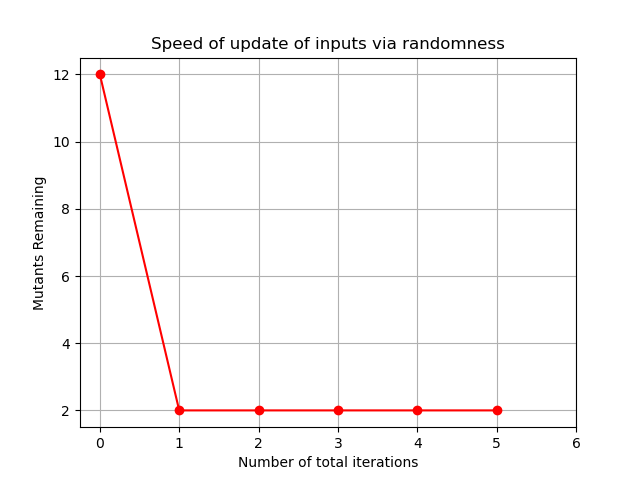 Speed of update of inputs via randomness
12
10
8
6
4
2
Mutants Remaining
0 1 2 3 4 5 6
Number of total iterations